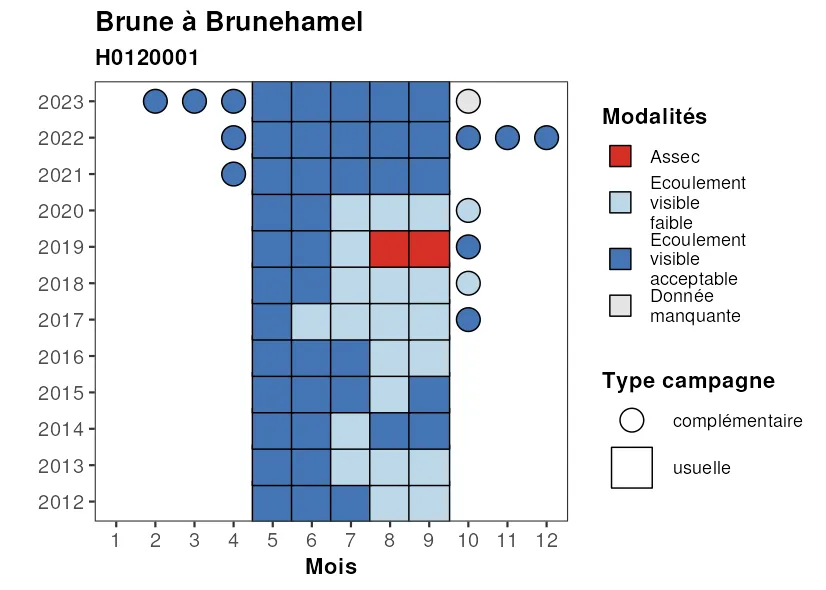 Brune à Brunehamel
H0120001
2023
2022
2021
2020
2019
2018
2017
2016
2015
2014
2013
2012
1 2 3 4 5 6 7 8 9 10 11 12
Mois
Modalités
Assec
Ecoulement
visible
faible
Ecoulement
visible
acceptable
Donnée
manquante
Type campagne
complémentaire
usuelle